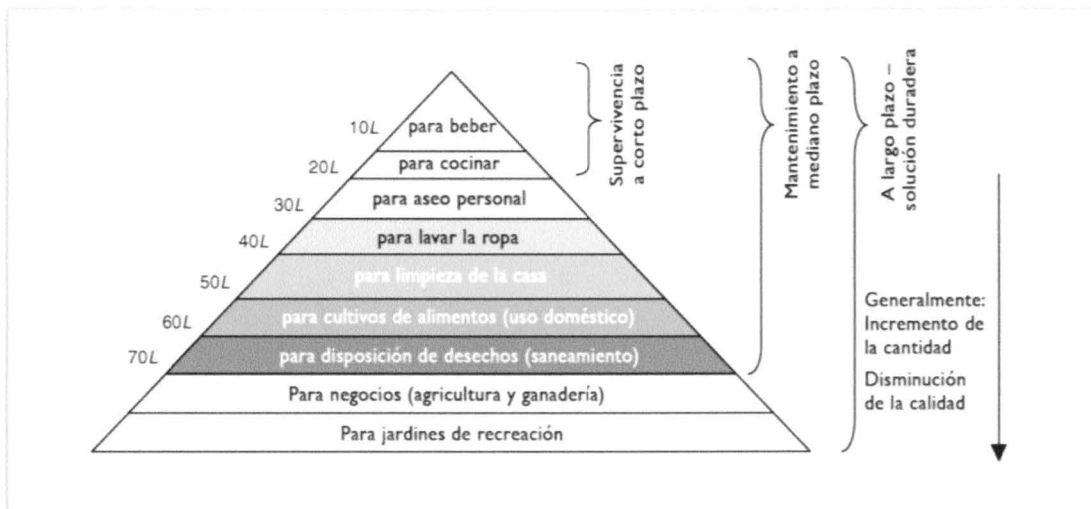 10L
para beber
20L
para cocinar
30L
para aseo personal
40L
para lavar la ropa
50L
para limpieza de la casa
60L
para cultivos de alimentos (uso doméstico)
70L
para disposición de desechos (saneamiento)
Para negocios (agricultura y ganadería)
Para jardines de recreación
Supervivencia
a corto plazo
Mantenimiento a
mediano plazo
A largo plazo –
solución duradera
Generalmente:
Incremento de
la cantidad
Disminución
de la calidad